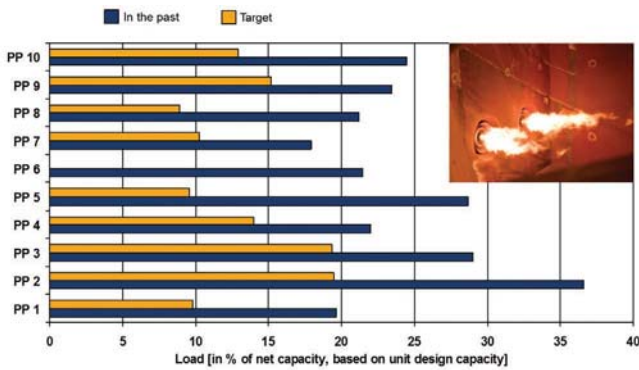 In the past Target
PP 10
PP 9
PP 8
PP 7
PP 6
PP 5
PP 4
PP 3
PP 2
PP 1
0 5 10 15 20 25 30 35 40
Load [in % of net capacity, based on unit design capacity]